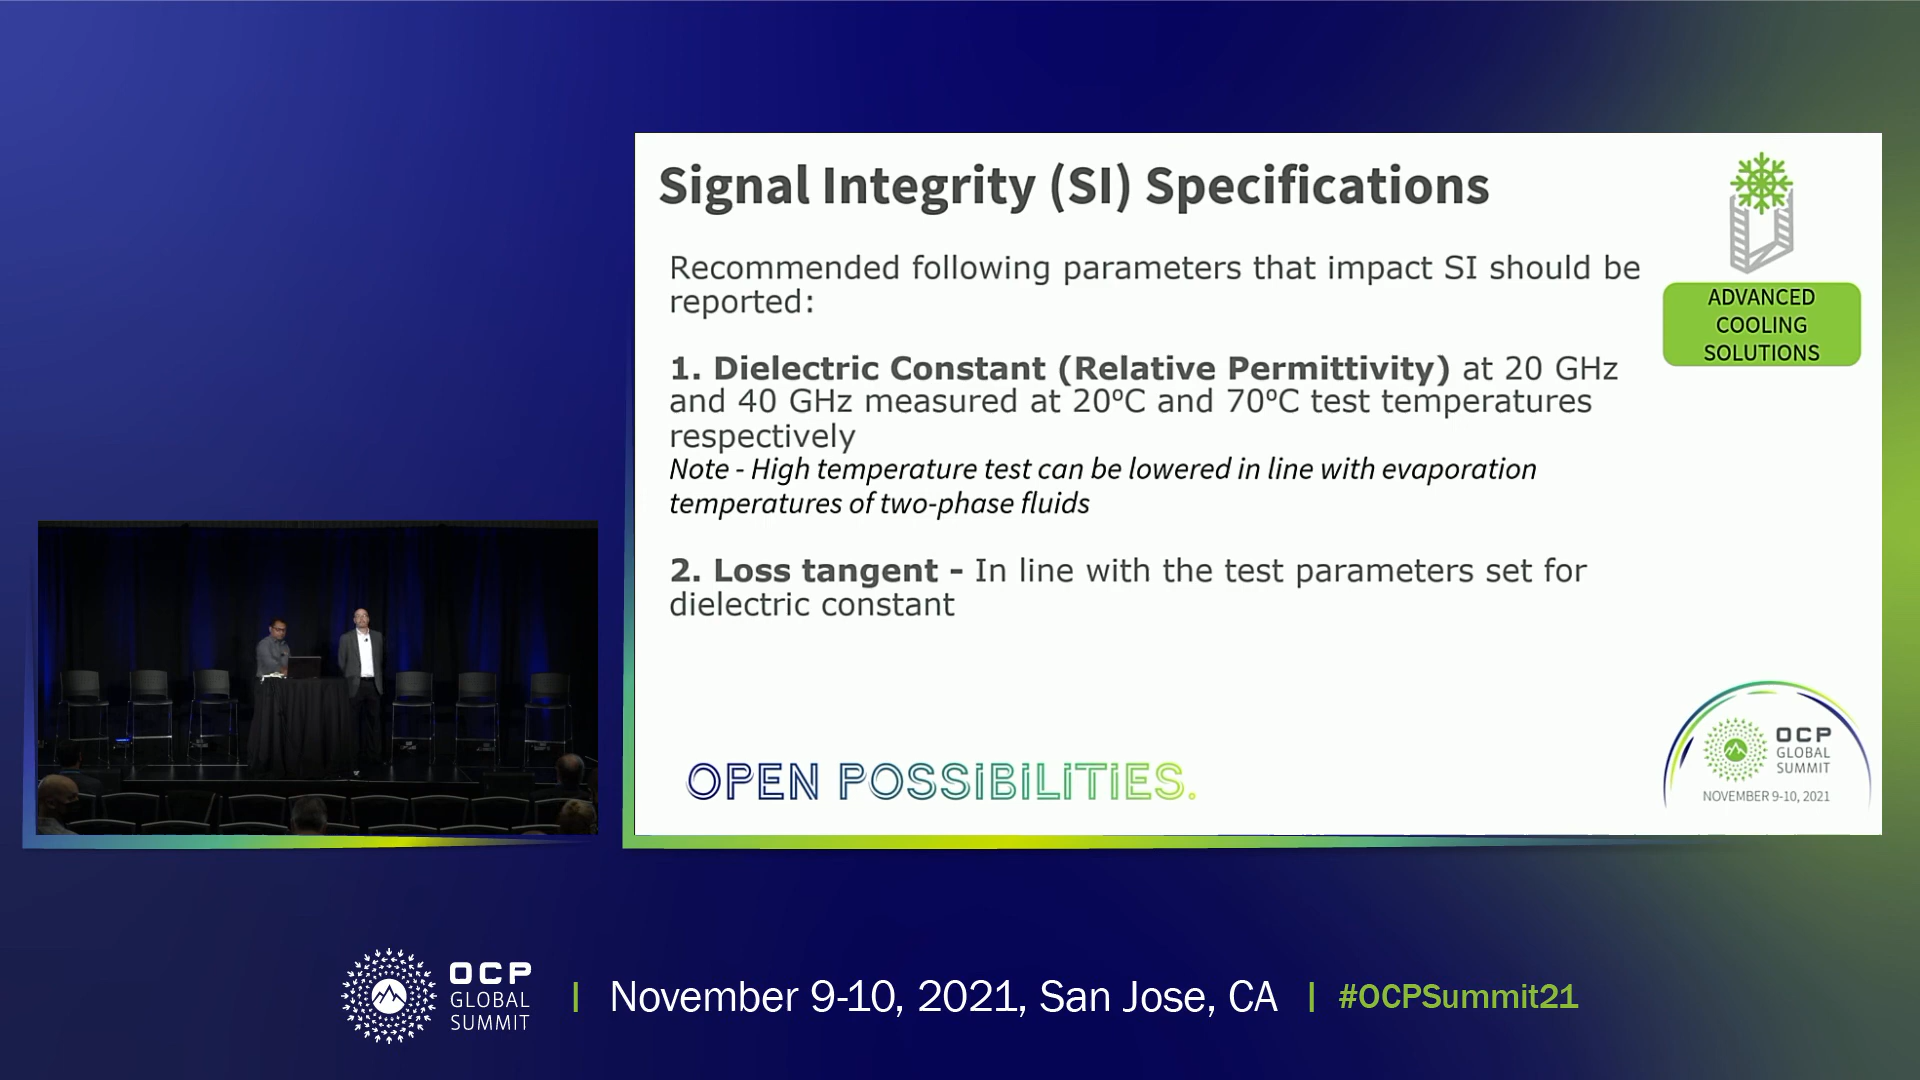 Signal Integrity (SI) Specifications
Recommended following parameters that impact SI should be
reported:
1. Dielectric Constant (Relative Permittivity) at 20 GHz
and 40 GHz measured at 20ºC and 70ºC test temperatures
respectively
Note - High temperature test can be lowered in line with evaporation
temperatures of two-phase fluids
2. Loss tangent - In line with the test parameters set for
dielectric constant
ADVANCED
COOLING
SOLUTIONS
OPEN POSSIBILITIES.
OCP
GLOBAL
SUMMIT
NOVEMBER 9-10, 2021
OCP
GLOBAL
SUMMIT
| November 9-10, 2021, San Jose, CA | #OCPSummit21